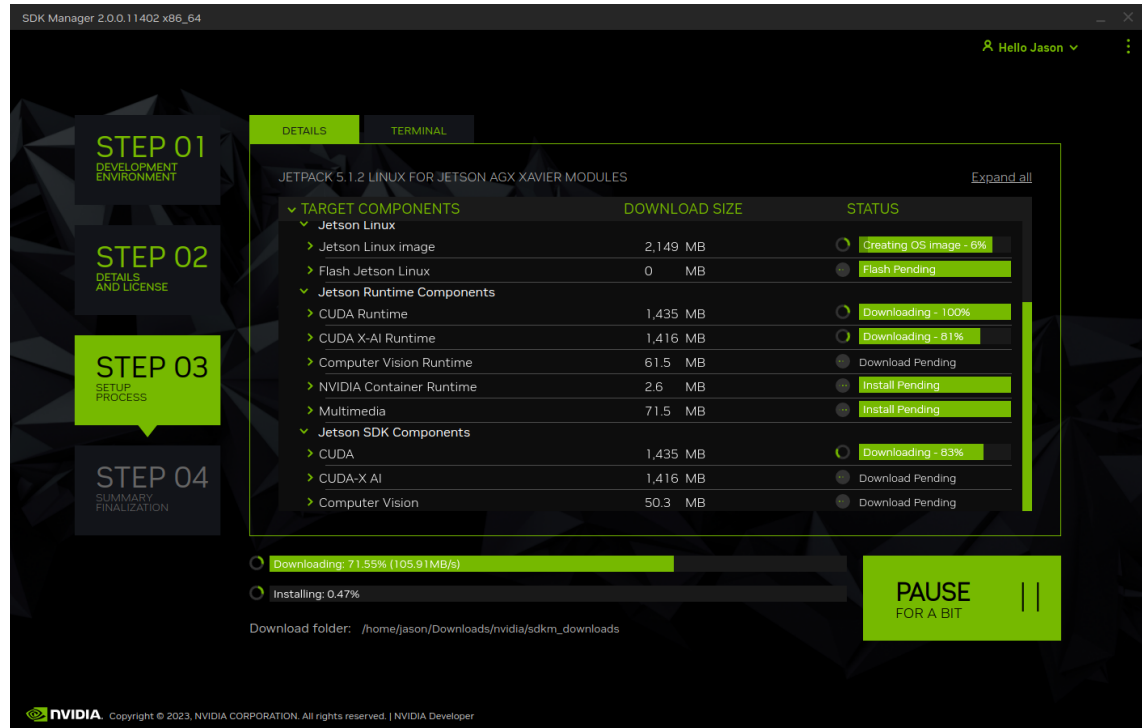 SDK Manager 2.0.0.11402 x86_64
Hello Jason
STEP 01
DEVELOPMENT
ENVIRONMENT
STEP 02
DETAILS
AND LICENSE
STEP 03
SETUP
PROCESS
STEP 04
SUMMARY
FINALIZATION
DETAILS TERMINAL
JETPACK 5.1.2 LINUX FOR JETSON AGX XAVIER MODULES Expand all
TARGET COMPONENTS DOWNLOAD SIZE STATUS
Jetson Linux
Jetson Linux image 2,149 MB Creating OS image - 6%
Flash Jetson Linux 0 MB Flash Pending
Jetson Runtime Components
CUDA Runtime 1,435 MB Downloading - 100%
CUDA X-AI Runtime 1,416 MB Downloading - 81%
Computer Vision Runtime 61.5 MB Download Pending
NVIDIA Container Runtime 2.6 MB Install Pending
Multimedia 71.5 MB Install Pending
Jetson SDK Components
CUDA 1,435 MB Downloading - 83%
CUDA-X AI 1,416 MB Download Pending
Computer Vision 50.3 MB Download Pending
Downloading: 71.55% (105.91MB/s)
Installing: 0.47%
PAUSE
FOR A BIT
Download folder: /home/jason/Downloads/nvidia/sdkm_downloads
NVIDIA. Copyright © 2023, NVIDIA CORPORATION. All rights reserved. | NVIDIA Developer